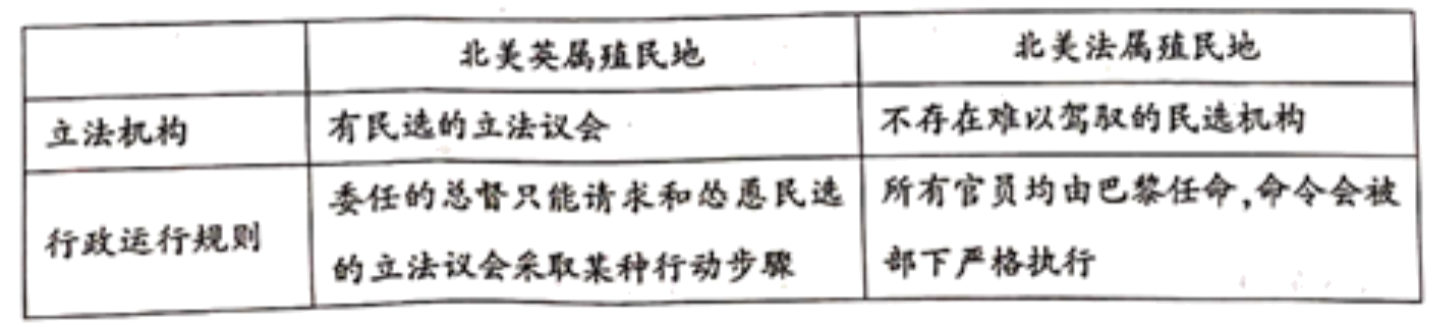 北美英属殖民地
北美法属殖民地
立法机构
有民选的立法议会
不存在难以驾驭的民选机构
行政运行规则
委任的总督只能请求和怂恿民选
的立法议会采取某种行动步骤
所有官员均由巴黎任命,命令会被
部下严格执行